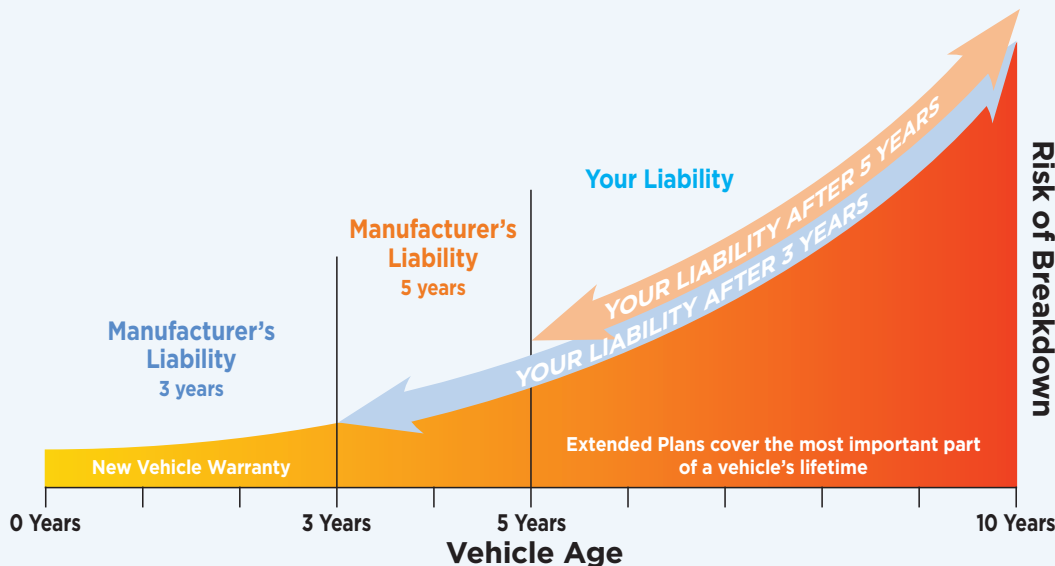 Your Liability
Manufacturer's
Liability
5 years
Manufacturer's
Liability
3 years
YOUR LIABILITY AFTER 5 YEARS
YOUR LIABILITY AFTER 3 YEARS
New Vehicle Warranty
Extended Plans cover the most important part
of a vehicle's lifetime
0 Years
3 Years
5 Years
10 Years
Vehicle Age
Risk of Breakdown